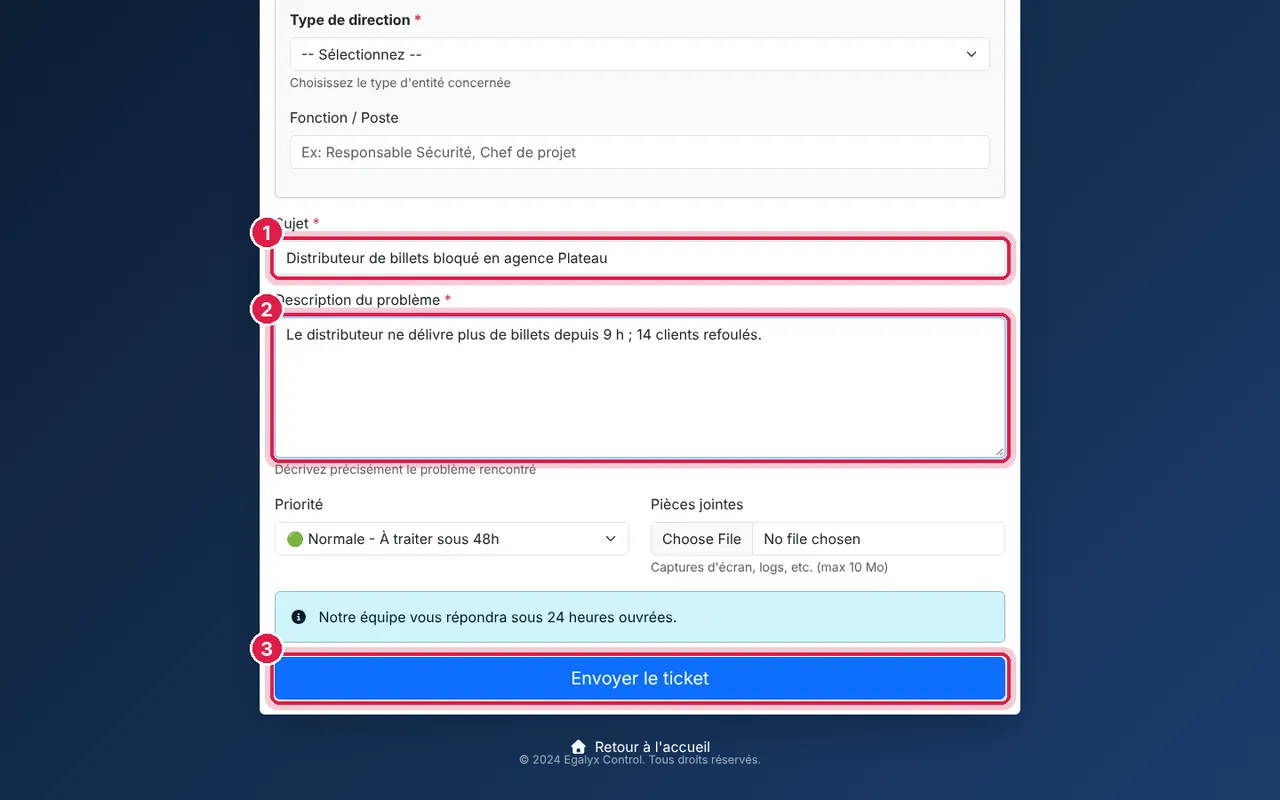 Type de direction *
-- Sélectionnez --
Choisissez le type d'entité concernée
Fonction / Poste
Ex: Responsable Sécurité, Chef de projet
1
Sujet *
Distributeur de billets bloqué en agence Plateau
2
Description du problème *
Le distributeur ne délivre plus de billets depuis 9 h ; 14 clients refoulés.
Décrivez précisément le problème rencontré
Priorité
Normale - À traiter sous 48h
Pièces jointes
Choose File No file chosen
Captures d'écran, logs, etc. (max 10 Mo)
Notre équipe vous répondra sous 24 heures ouvrées.
3
Envoyer le ticket
Retour à l'accueil
© 2024 Egalyx Control. Tous droits réservés.